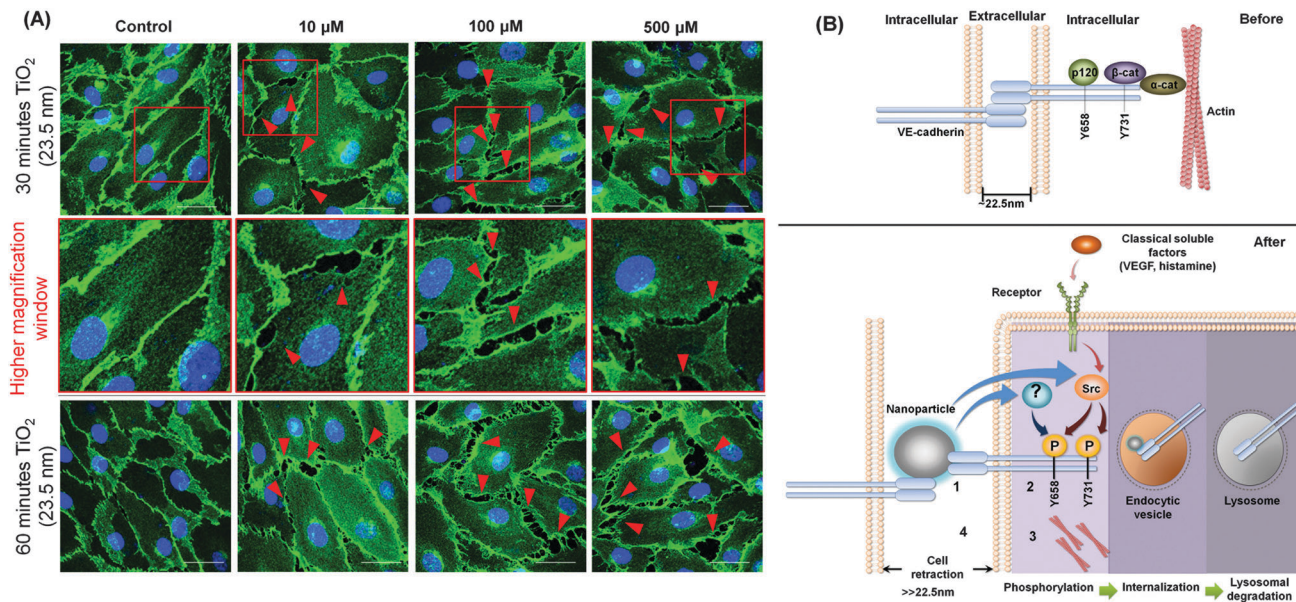 (A)
Control
10 µM
100 µM
500 µM
30 minutes TiO2
(23.5 nm)
Higher magnification
window
60 minutes TiO2
(23.5 nm)
(B)
Intracellular
Extracellular
Intracellular
Before
p120
β-cat
α-cat
Actin
VE-cadherin
Y658
Y731
~22.5nm
After
Classical soluble
factors
(VEGF, histamine)
Receptor
Nanoparticle
?
Src
P
P
1
2
Y658
Y731
Endocytic
vesicle
Lysosome
4
3
Cell
retraction
>>22.5nm
Phosphorylation
Internalization
Lysosomal
degradation